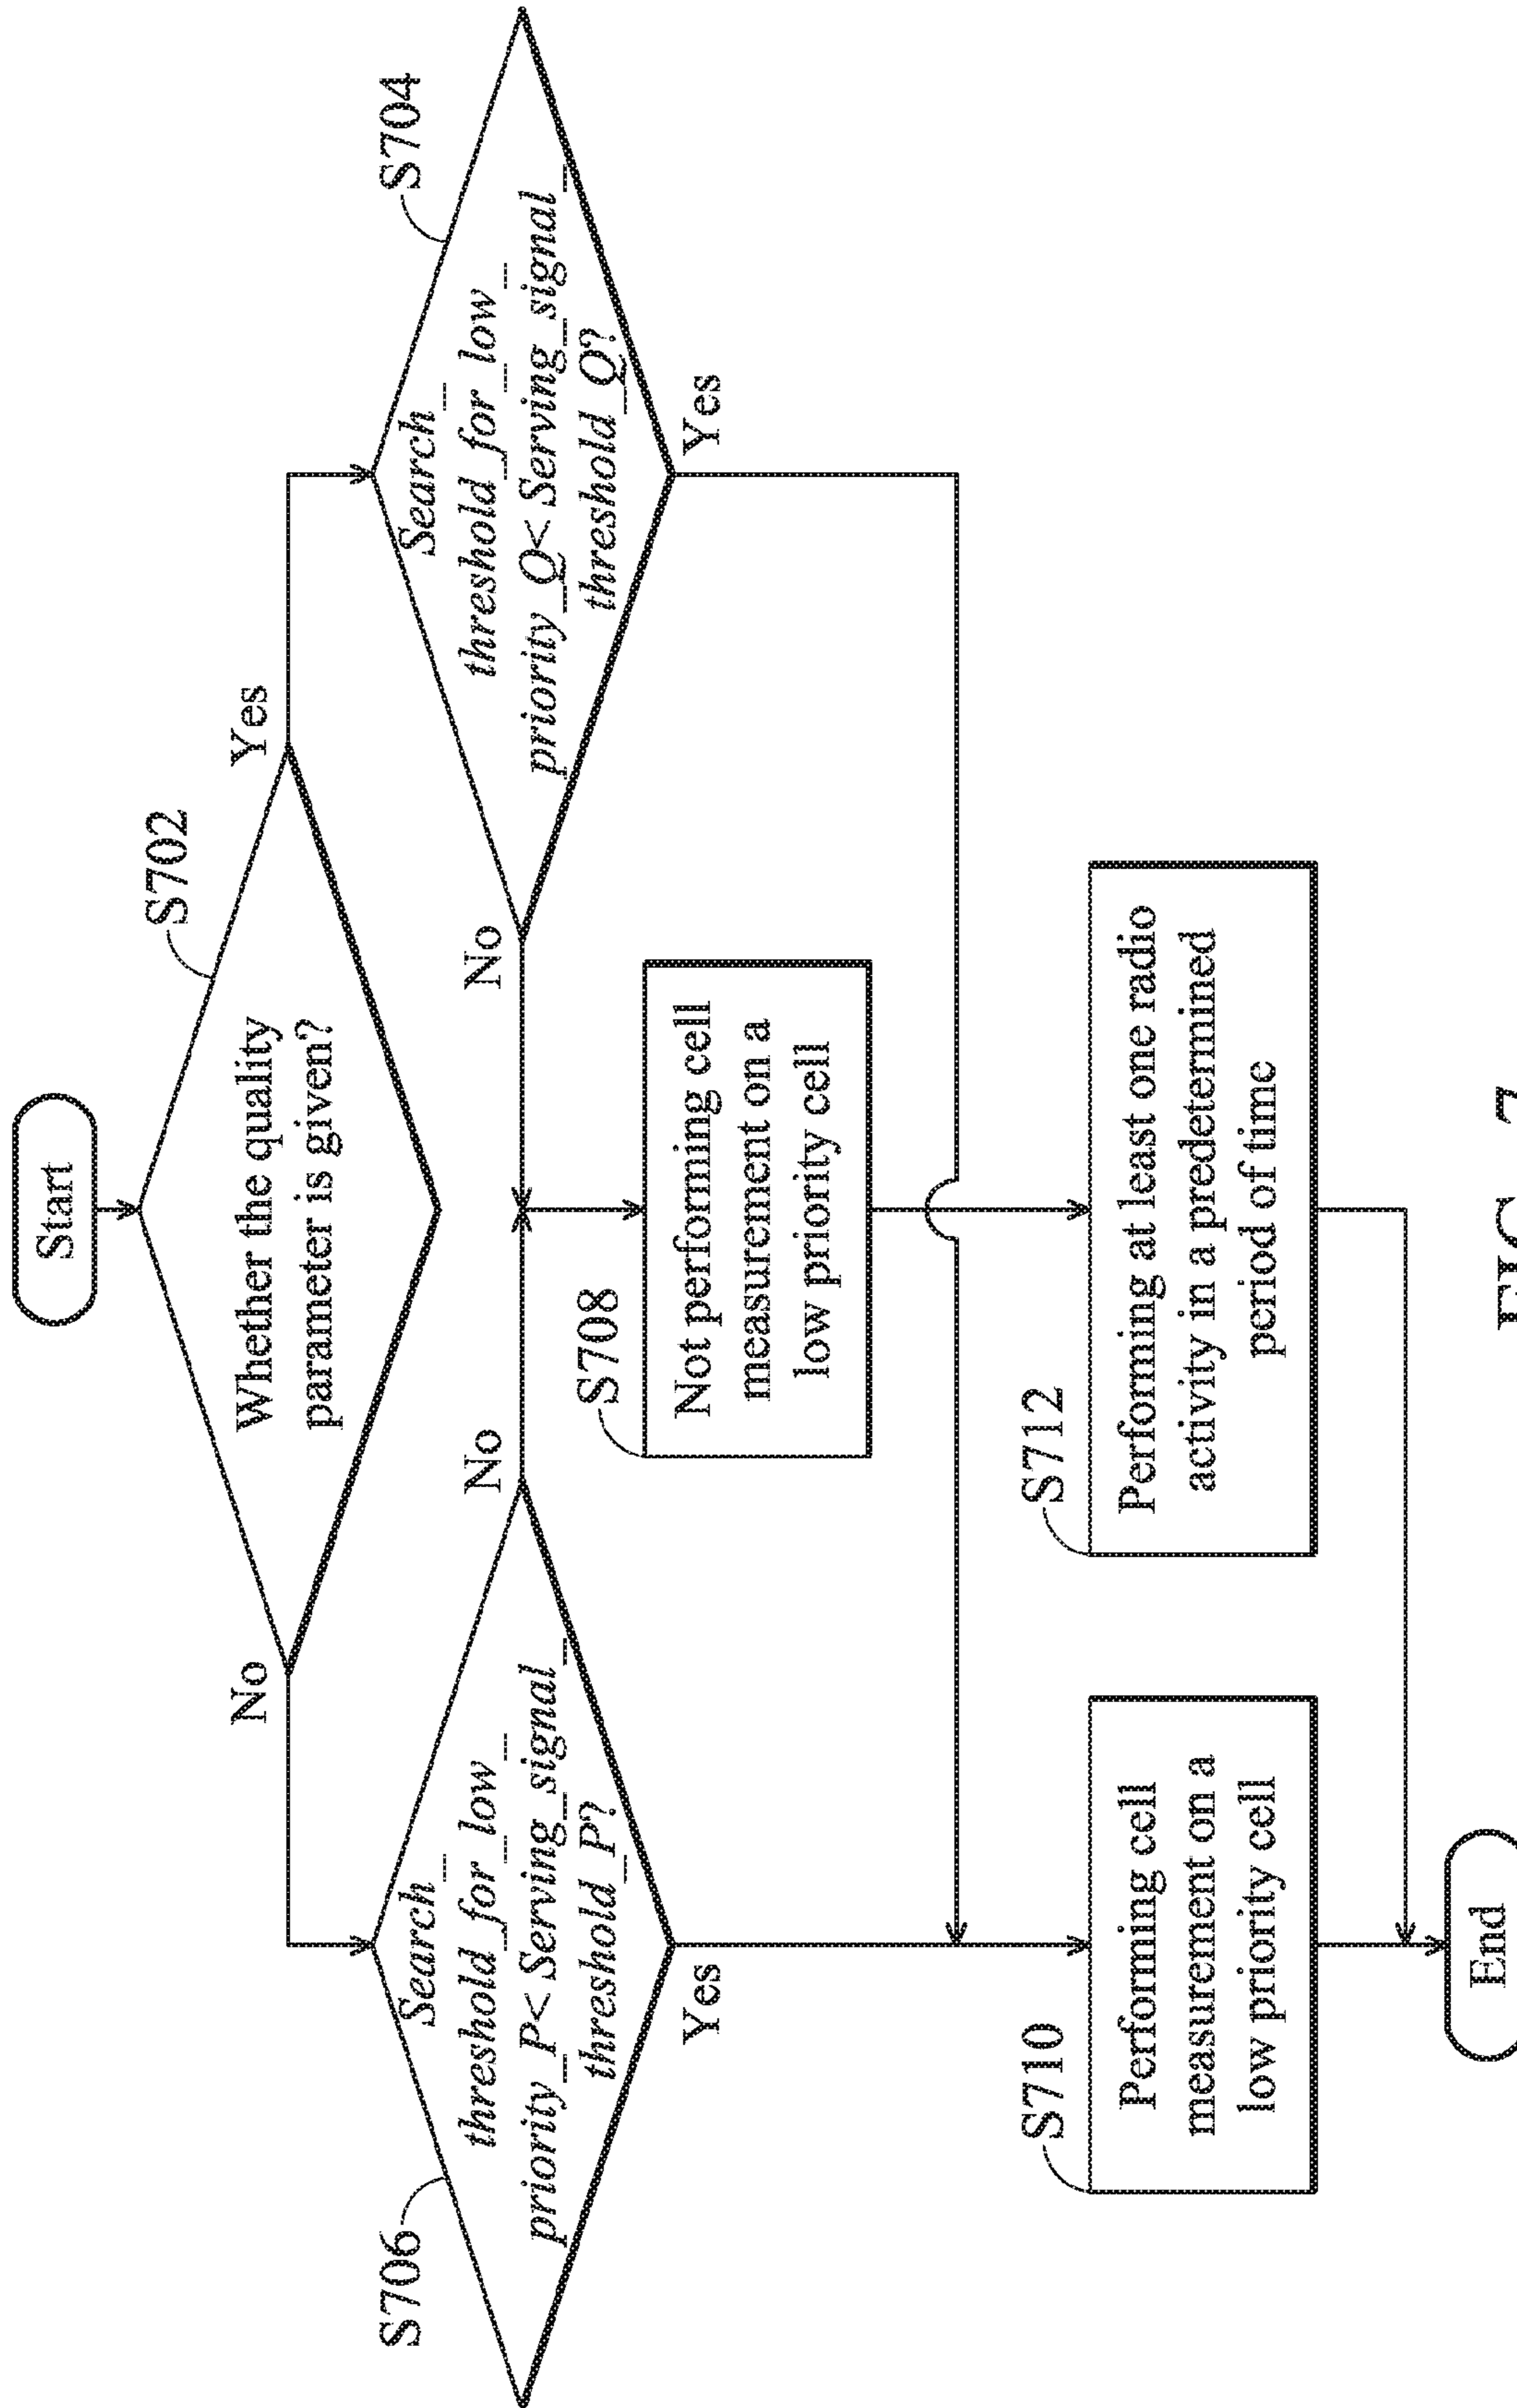 Start
S702
Whether the quality
parameter is given?
No
Yes
S706
Search_
threshold_for_low_
priority_P< Serving_signal_
threshold_P?
No
Yes
S704
Search_
threshold_for_low_
priority_Q< Serving_signal_
threshold_Q?
No
Yes
S708
Not performing cell
measurement on a
low priority cell
S710
Performing cell
measurement on a
low priority cell
S712
Performing at least one radio
activity in a predetermined
period of time
End
FIG. 7